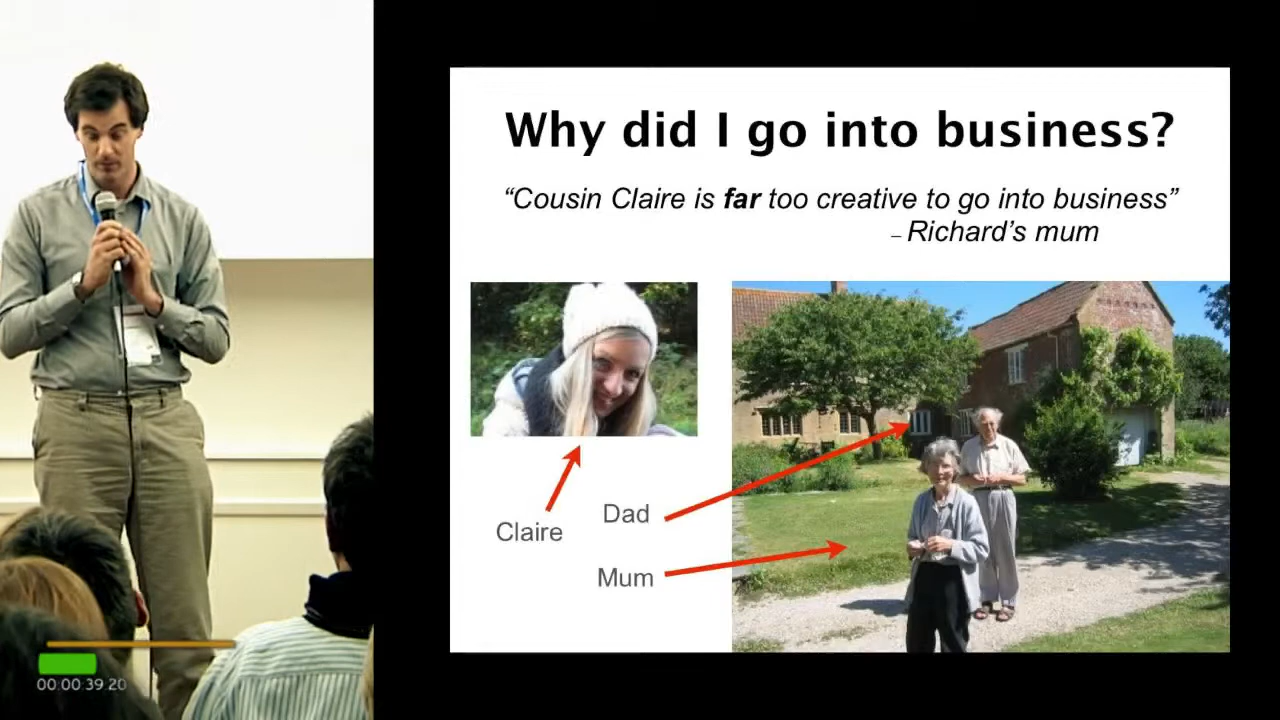 Why did I go into business?
“Cousin Claire is far too creative to go into business”
– Richard’s mum
Dad
Claire
Mum
00:00:39.20